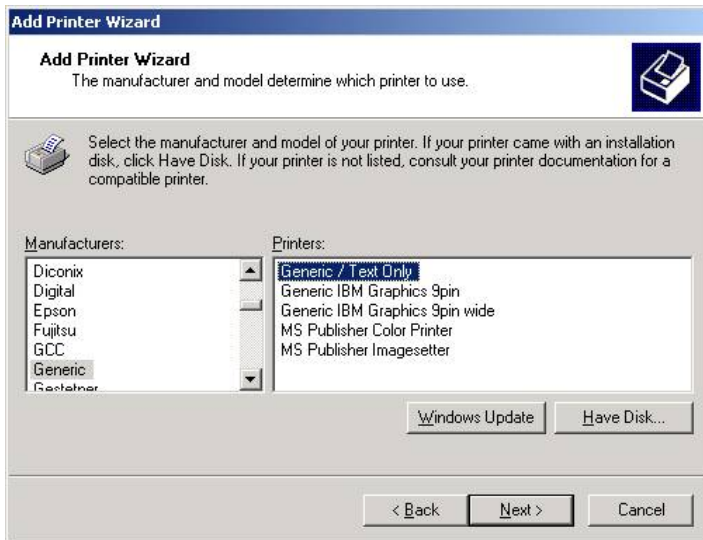 Add Printer Wizard
Add Printer Wizard
The manufacturer and model determine which printer to use.
Select the manufacturer and model of your printer. If your printer came with an installation
disk, click Have Disk. If your printer is not listed, consult your printer documentation for a
compatible printer.
Manufacturers:
Diconix
Digital
Epson
Fujitsu
GCC
Generic
Gestetner
Printers:
Generic / Text Only
Generic IBM Graphics 9pin
Generic IBM Graphics 9pin wide
MS Publisher Color Printer
MS Publisher Imagesetter
Windows Update
Have Disk...
< Back
Next >
Cancel